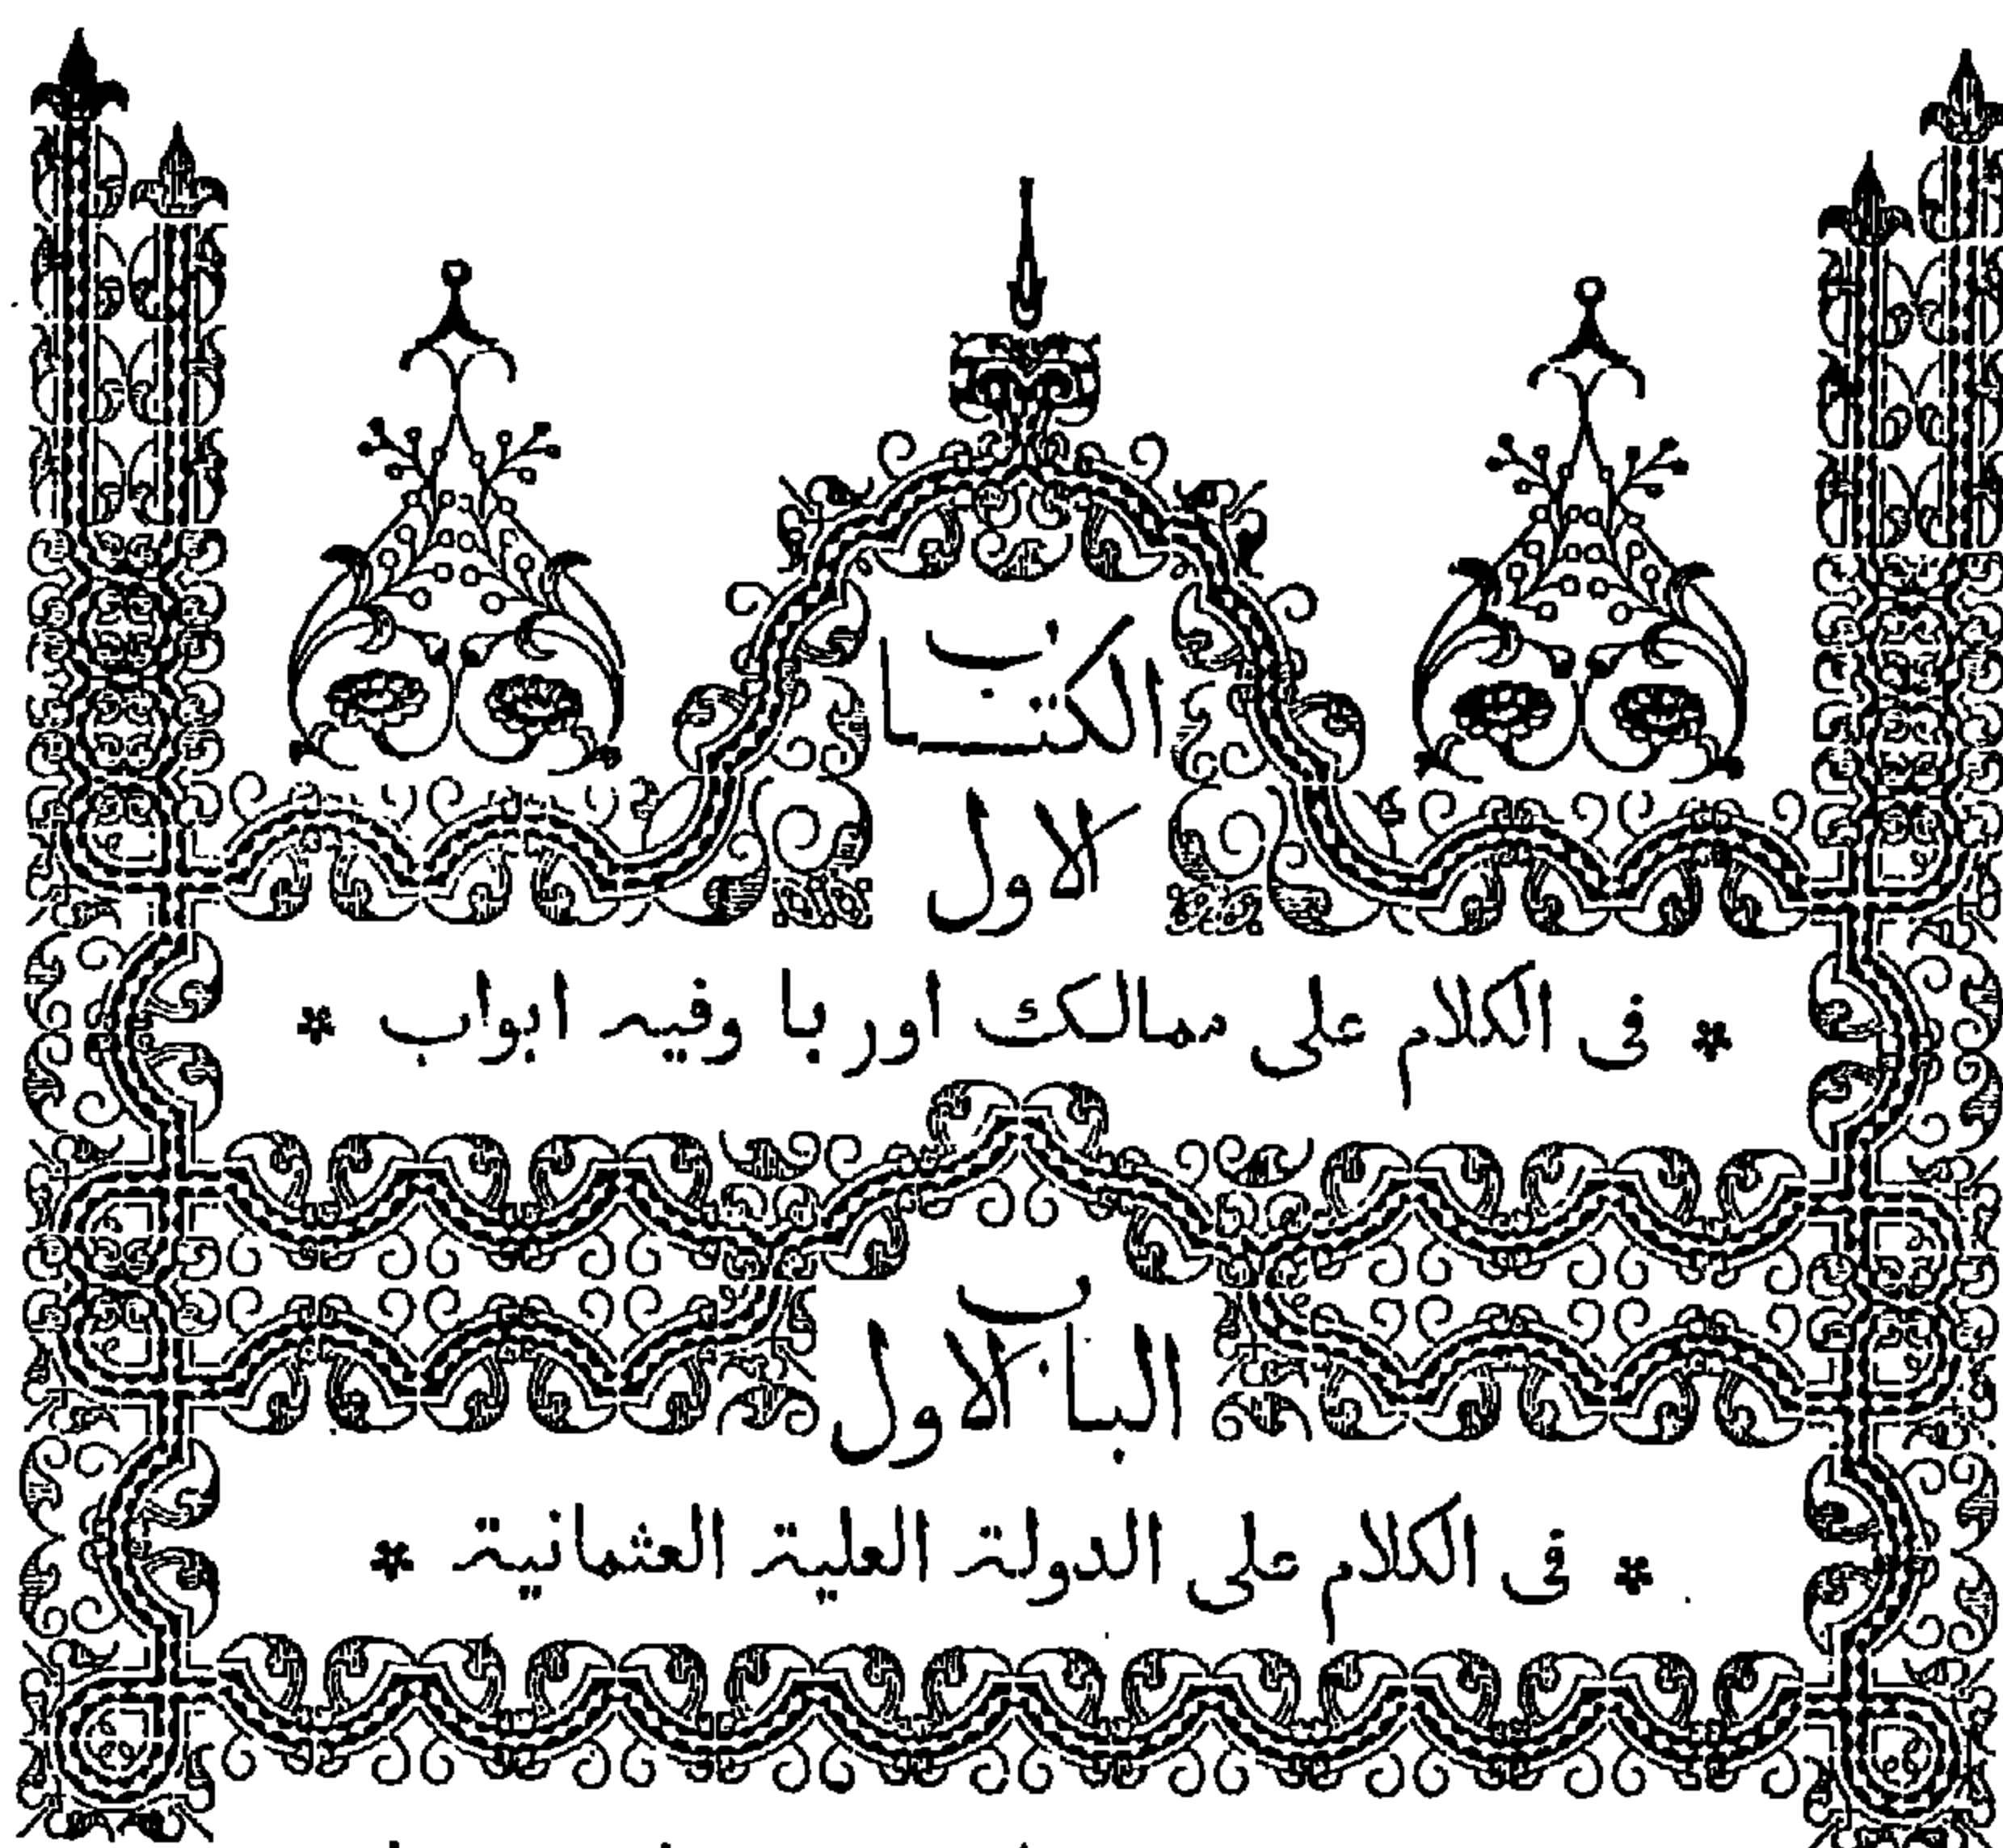 الكتاب
الاول
* فى الكلام على ممالك اوربا وفيه ابواب *
الباب الاول
* فى الكلام على الدولة العلية العثمانية *